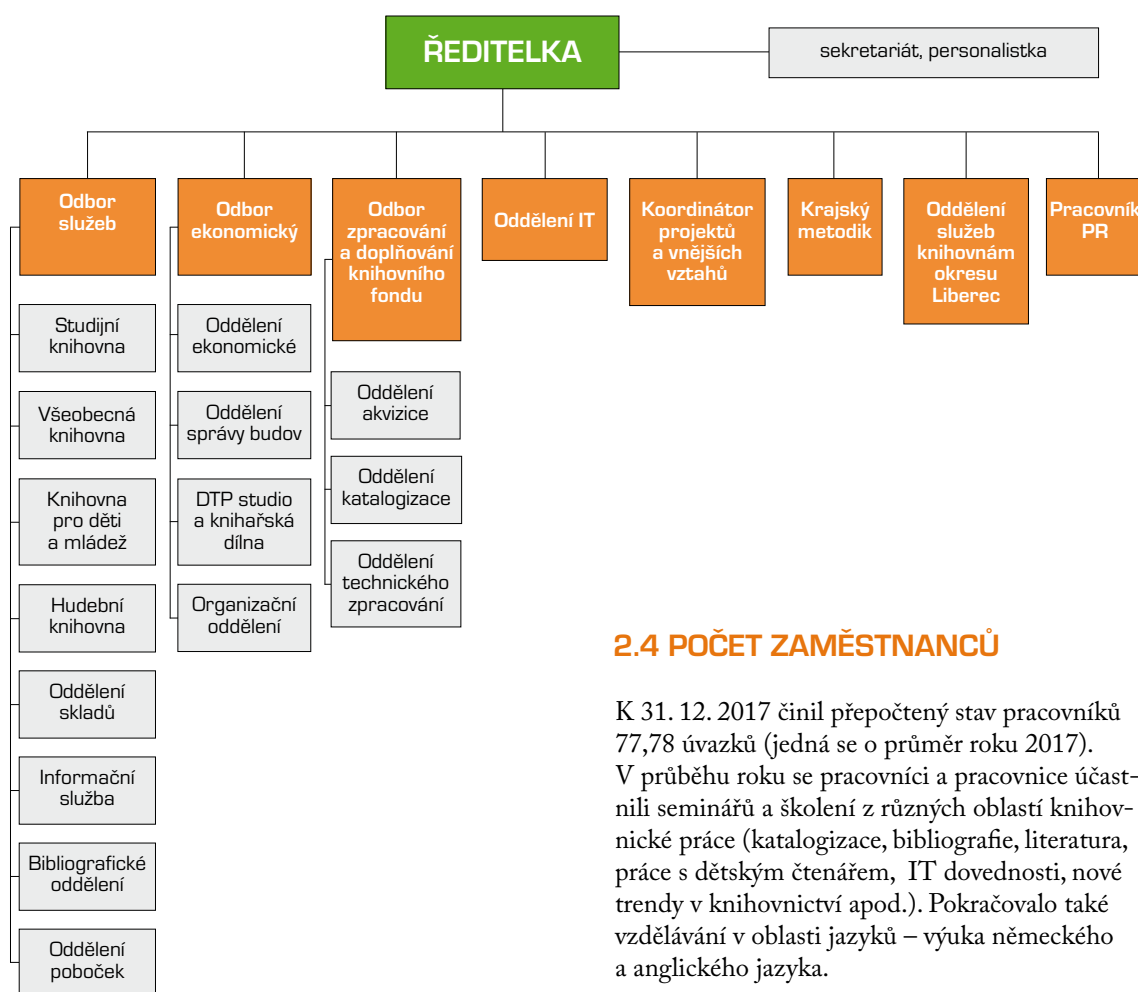 ŘEDITELKA
sekretariát, personalistka
Odbor
služeb
Studijní
knihovna
Všeobecná
knihovna
Knihovna
pro děti
a mládež
Hudební
knihovna
Oddělení
skladů
Informační
služba
Bibliografické
oddělení
Oddělení
poboček
Odbor
ekonomický
Oddělení
ekonomické
Oddělení
správy budov
DTP studio
a knihařská
dílna
Organizační
oddělení
Odbor
zpracování
a doplňování
knihovního
fondu
Oddělení
akvizice
Oddělení
katalogizace
Oddělení
technického
zpracování
Oddělení IT
Koordinátor
projektů
a vnějších
vztahů
Krajský
metodik
Oddělení
služeb
knihovnám
okresu
Liberec
Pracovník
PR
2.4 POČET ZAMĚSTNANCŮ
K 31. 12. 2017 činil přepočtený stav pracovníků
77,78 úvazků (jedná se o průměr roku 2017).
V průběhu roku se pracovníci a pracovnice účast-
nili seminářů a školení z různých oblastí knihov-
nické práce (katalogizace, bibliografie, literatura,
práce s dětským čtenářem, IT dovednosti, nové
trendy v knihovnictví apod.). Pokračovalo také
vzdělávání v oblasti jazyků – výuka německého
a anglického jazyka.